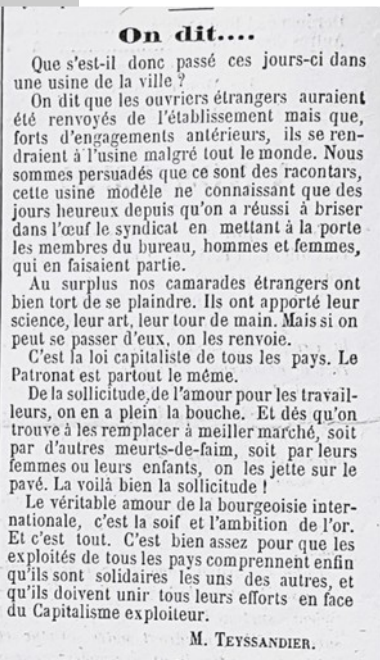 On dit....
Que s'est-il donc passé ces jours-ci dans
une usine de la ville ?
On dit que les ouvriers étrangers auraient
été renvoyés de l'établissement mais que,
forts d'engagements antérieurs, ils se ren-
draient à l'usine malgré tout le monde. Nous
sommes persuadés que ce sont des racontars,
cette usine modèle ne connaissant que des
jours heureux depuis qu'on a réussi à briser
dans l'œuf le syndicat en mettant à la porte
les membres du bureau, hommes et femmes,
qui en faisaient partie.
Au surplus nos camarades étrangers ont
bien tort de se plaindre. Ils ont apporté leur
science, leur art, leur tour de main. Mais si on
peut se passer d'eux, on les renvoie.
C'est la loi capitaliste de tous les pays. Le
Patronat est partout le même.
De la sollicitude, de l'amour pour les travail-
leurs, on en a plein la bouche. Et dés qu'on
trouve à les remplacer à meiller marché, soit
par d'autres meurts-de-faim, soit par leurs
femmes ou leurs enfants, on les jette sur le
pavé. La voilà bien la sollicitude !
Le véritable amour de la bourgeoisie inter-
nationale, c'est la soif et l'ambition de l'or.
Et c'est tout. C'est bien assez pour que les
exploités de tous les pays comprennent enfin
qu'ils sont solidaires les uns des autres, et
qu'ils doivent unir tous leurs efforts en face
du Capitalisme exploiteur.
M. TEYSSANDIER.